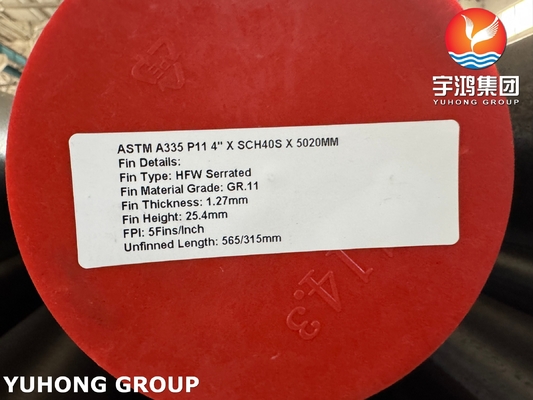 宇鸿集团
YUHONG GROUP
ASTM A335 P11 4" X SCH40S X 5020MM
Fin Details:
Fin Type: HFW Serrated
Fin Material Grade: GR.11
Fin Thickness: 1.27mm
Fin Height: 25.4mm
FPI: 5Fins/Inch
Unfinned Length: 565/315mm
114.3
YUHONG GROUP